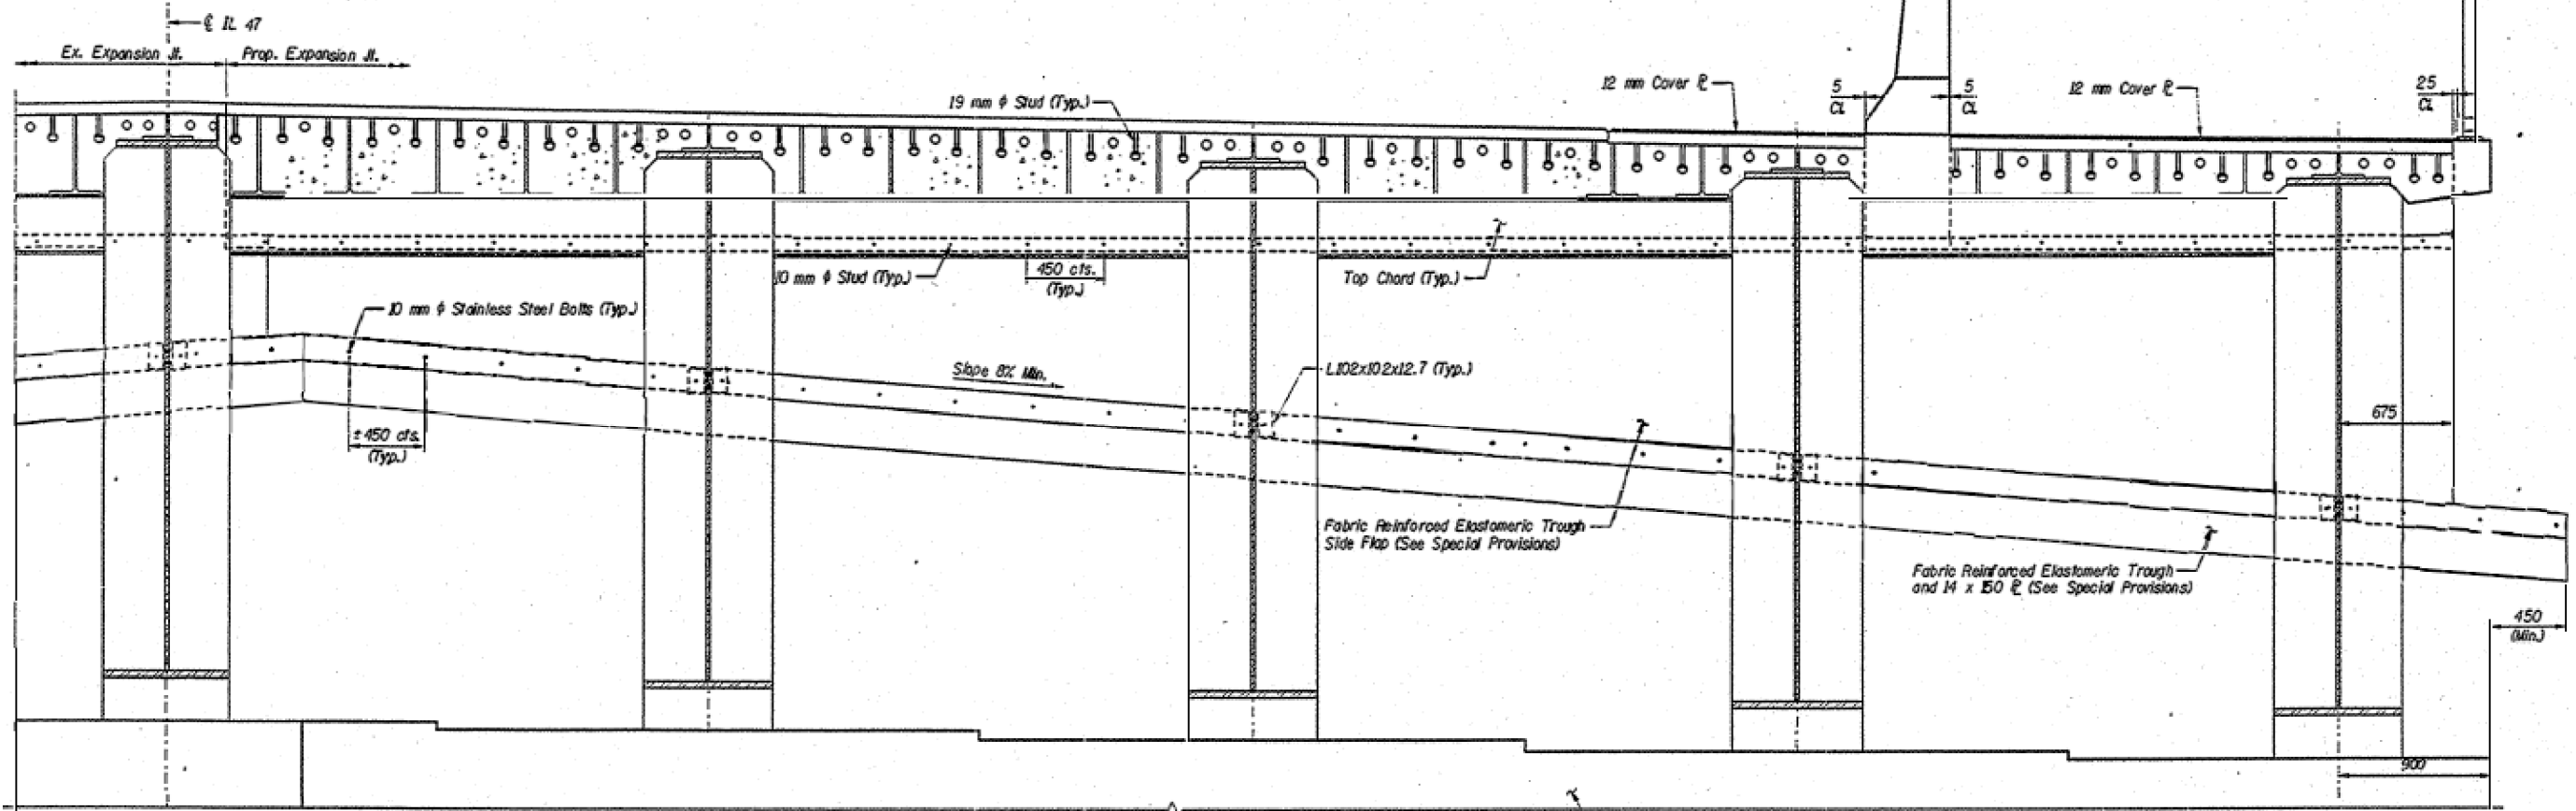 ℄ IL 47
Ex. Expansion Jt.
Prop. Expansion Jt.
19 mm ϕ Stud (Typ.)
12 mm Cover ℄
5
CL
5
CL
12 mm Cover ℄
25
CL
10 mm ϕ Stud (Typ.)
450 cts.
(Typ.)
Top Chord (Typ.)
10 mm ϕ Stainless Steel Bolts (Typ.)
Slope 8% Min.
L102x102x12.7 (Typ.)
±450 cts.
(Typ.)
675
Fabric Reinforced Elastomeric Trough
Side Flap (See Special Provisions)
Fabric Reinforced Elastomeric Trough
and 14 x 150 ℄ (See Special Provisions)
450
(Min.)
900